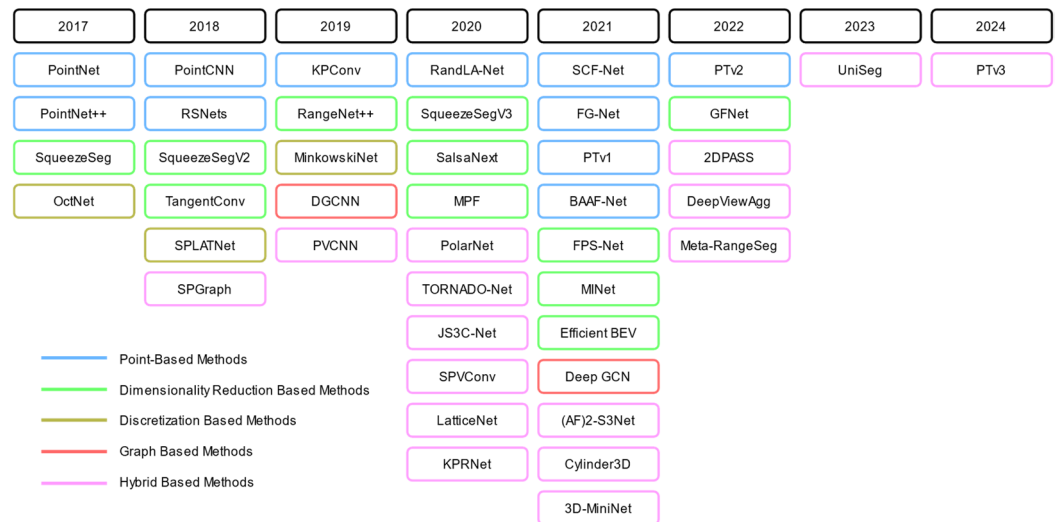 2017 2018 2019 2020 2021 2022 2023 2024
PointNet PointCNN KPConv RandLA-Net SCF-Net PTv2 UniSeg PTv3
PointNet++ RSNets RangeNet++ SqueezeSegV3 FG-Net GFNet
SqueezeSeg SqueezeSegV2 MinkowskiNet SalsaNext PTv1 2DPASS
OctNet TangentConv DGCNN MPF BAAF-Net DeepViewAgg
SPLATNet PVCNN PolarNet FPS-Net Meta-RangeSeg
SPGraph TORNADO-Net MINet
JS3C-Net Efficient BEV
SPVConv Deep GCN
LatticeNet (AF)2-S3Net
KPRNet Cylinder3D
3D-MiniNet
Point-Based Methods
Dimensionality Reduction Based Methods
Discretization Based Methods
Graph Based Methods
Hybrid Based Methods